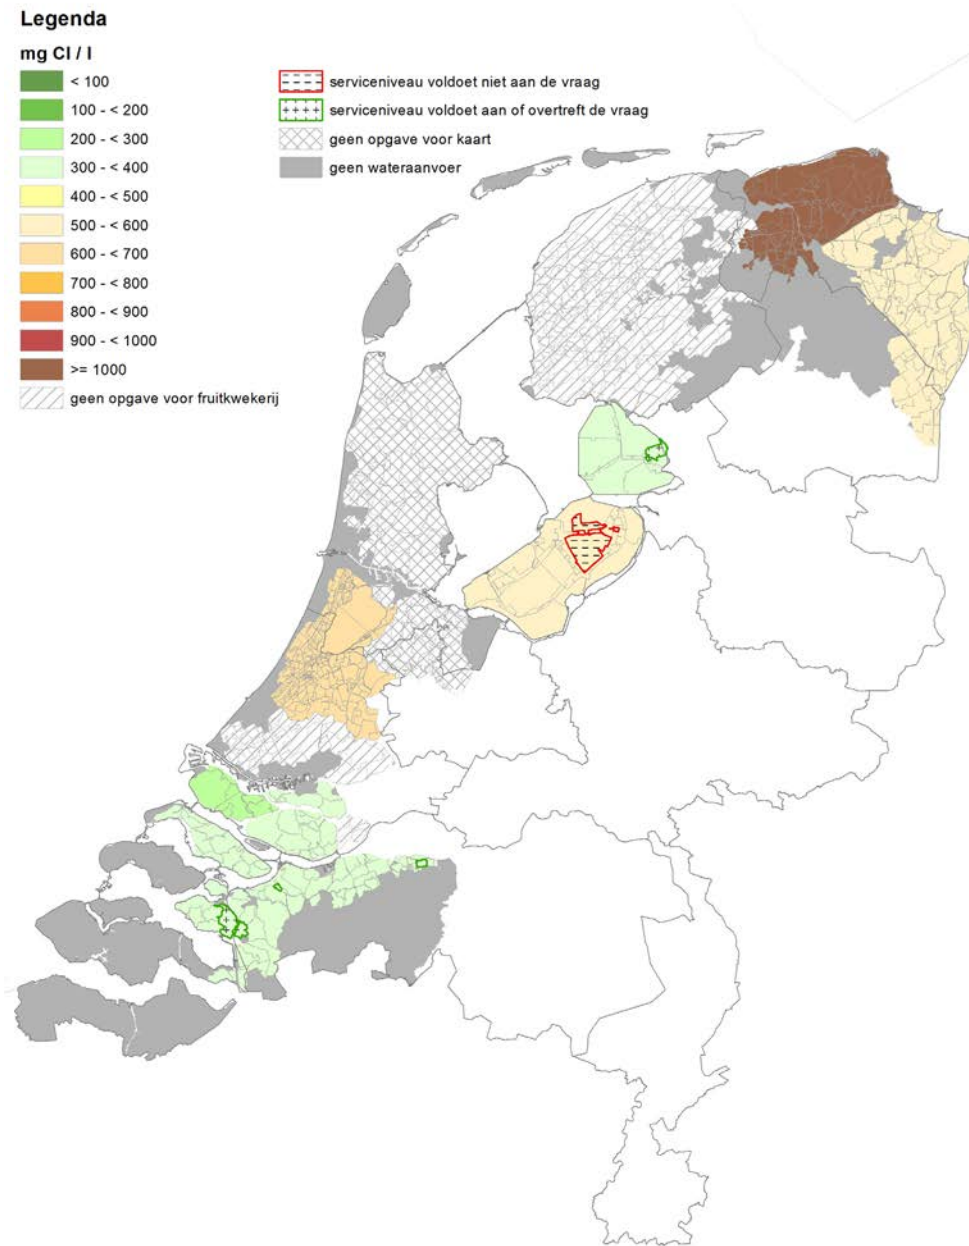 Legenda
mg Cl / l
< 100
100 - < 200
200 - < 300
300 - < 400
400 - < 500
500 - < 600
600 - < 700
700 - < 800
800 - < 900
900 - < 1000
>= 1000
geen opgave voor fruitkwekerij
serviceniveau voldoet niet aan de vraag
serviceniveau voldoet aan of overtreft de vraag
geen opgave voor kaart
geen wateraanvoer